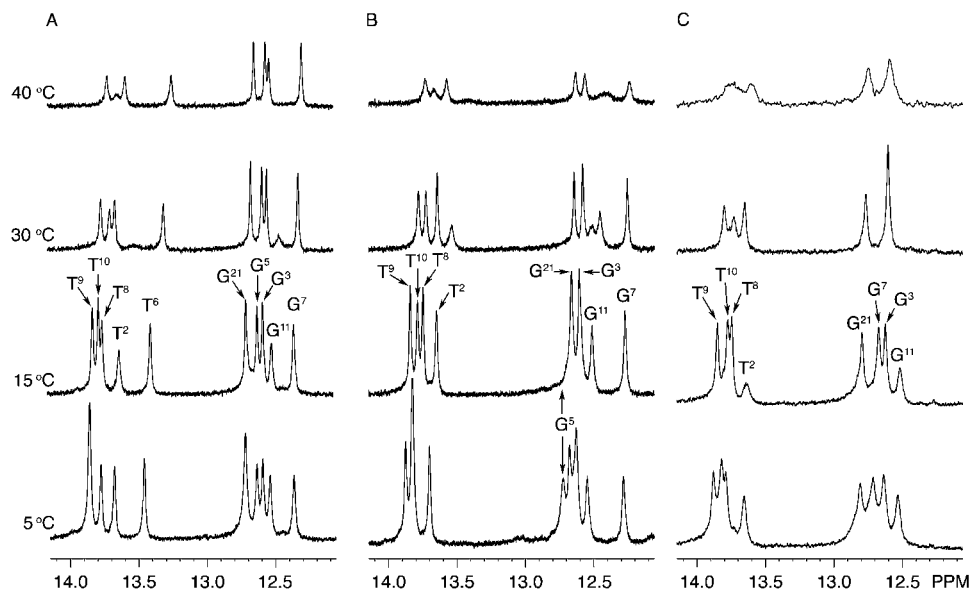 A B C
40 °C
30 °C
T¹⁰ G⁵ T¹⁰ T¹⁰
T⁹ T⁸ T⁶ G²¹ G³ T⁹ T⁸ G²¹ G³ T⁹ T⁸ G⁷
T² G¹¹ G⁷ T² G¹¹ G⁷ T² G²¹ G³
G¹¹
15 °C
G⁵
5 °C
14.0 13.5 13.0 12.5 14.0 13.5 13.0 12.5 14.0 13.5 13.0 12.5 PPM